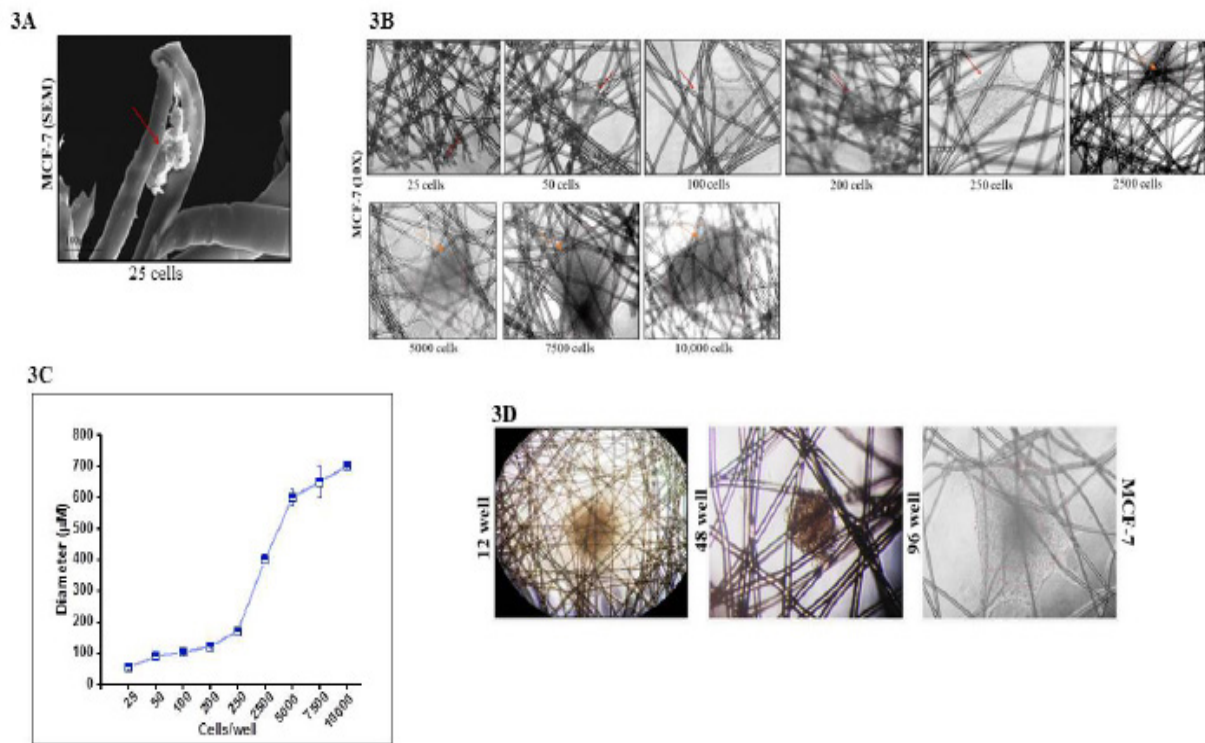 3A
MCF-7 (SEM)
25 cells
3B
MCF-7 (10X)
25 cells
50 cells
100 cells
200 cells
250 cells
2500 cells
5000 cells
7500 cells
10,000 cells
3C
Diameter (µM)
800
700
600
500
400
300
200
100
0
25
50
100
200
250
2500
5000
7500
10000
Cells/well
3D
12 well
48 well
96 well
MCF-7